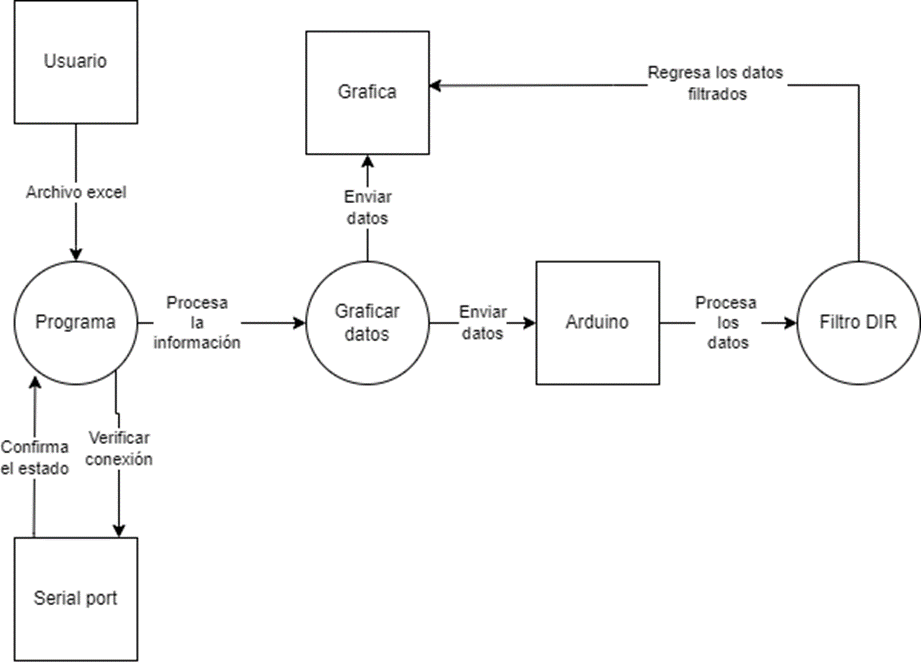 Usuario
Grafica
Regresa los datos
filtrados
Archivo excel
Enviar
datos
Programa
Procesa
la
información
Graficar
datos
Enviar
datos
Arduino
Procesa
los
datos
Filtro DIR
Confirma
el estado
Verificar
conexión
Serial port